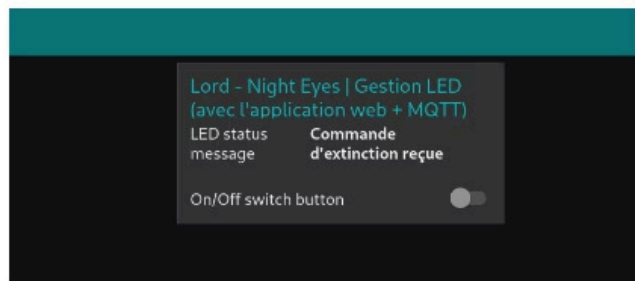 Lord - Night Eyes | Gestion LED
(avec l'application web + MQTT)
LED status Commande
message d'extinction reçue
On/Off switch button